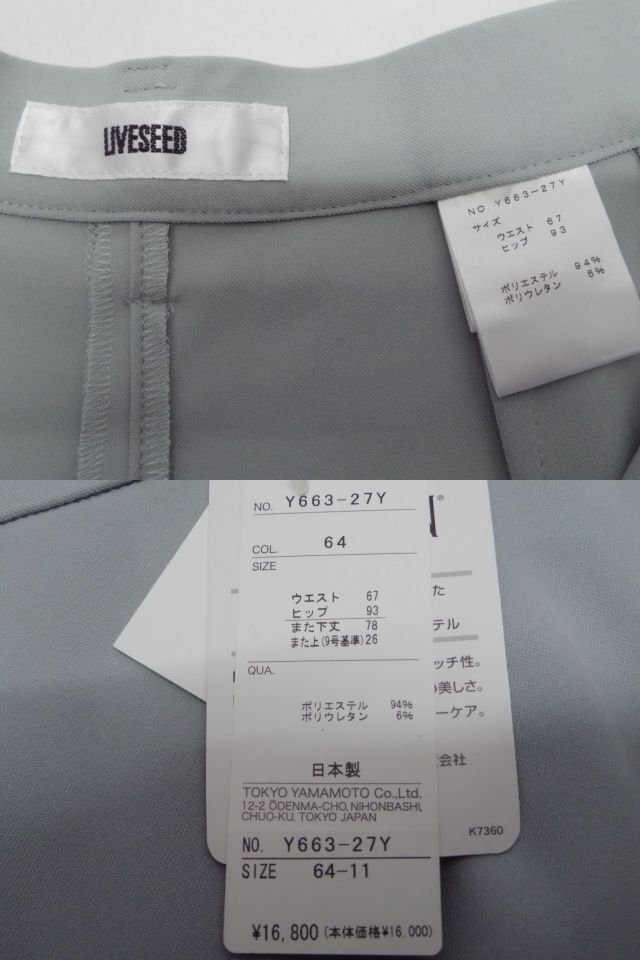 LIVESEED
NO Y663-27Y
サイズ
ウエスト 67
ヒップ 93
ポリエステル 94%
ポリウレタン 6%
NO. Y663-27Y
COL. 64
SIZE
ウエスト 67
ヒップ 93
また下丈 78
また上(9号基準)26
QUA.
ポリエステル 94%
ポリウレタン 6%
日本製
TOKYO YAMAMOTO Co.,Ltd.
12-2 ŌDENMA-CHO, NIHONBASHI,
CHUO-KU, TOKYO JAPAN
NO. Y663-27Y
SIZE 64-11
¥16,800 (本体価格¥16.000)
®
た
テル
ッチ性。
の美しさ。
ーケア。
会社
K7360